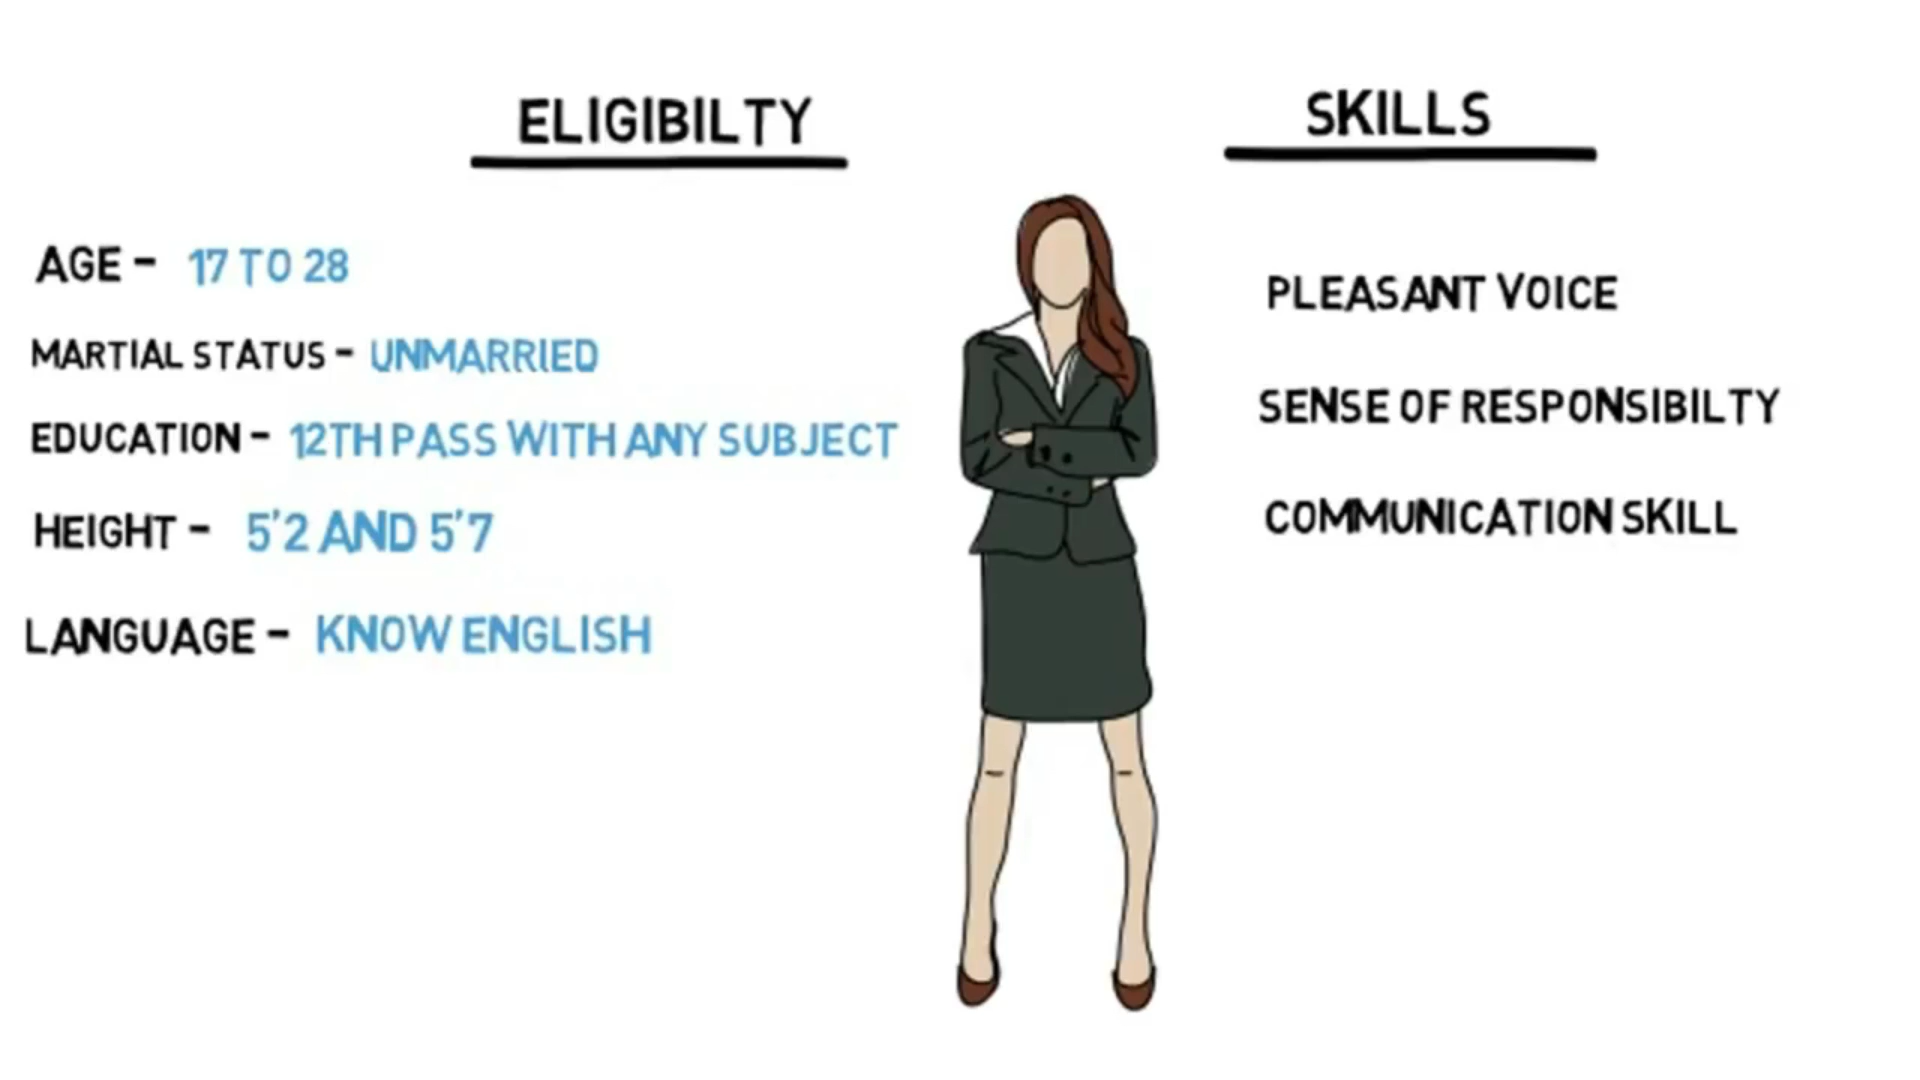 ELIGIBILTY
AGE - 17 TO 28
MARTIAL STATUS - UNMARRIED
EDUCATION - 12TH PASS WITH ANY SUBJECT
HEIGHT - 5'2 AND 5'7
LANGUAGE - KNOW ENGLISH
SKILLS
PLEASANT VOICE
SENSE OF RESPONSIBILTY
COMMUNICATION SKILL